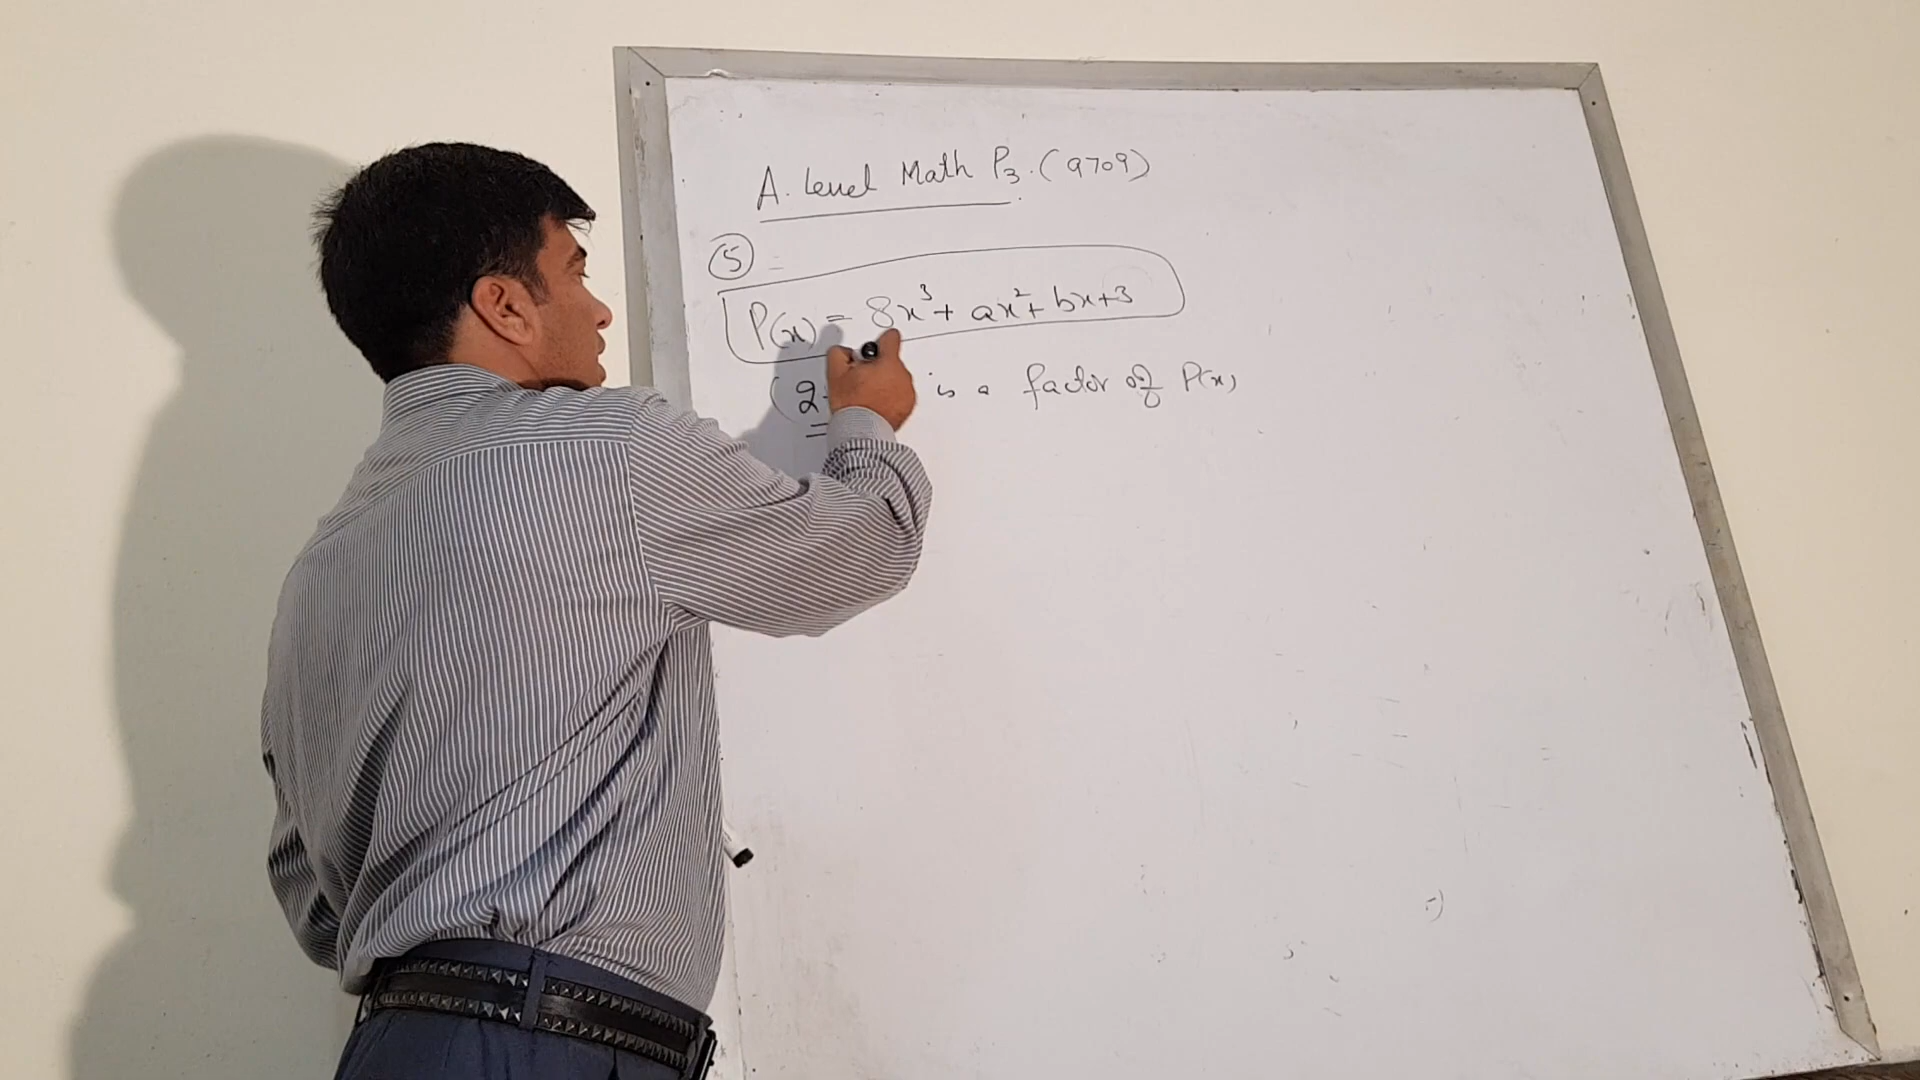 A. Level Math P3. (9709)
5 =
P(x) = 8x³ + ax² + bx + 3
(2 is a factor of P(x)